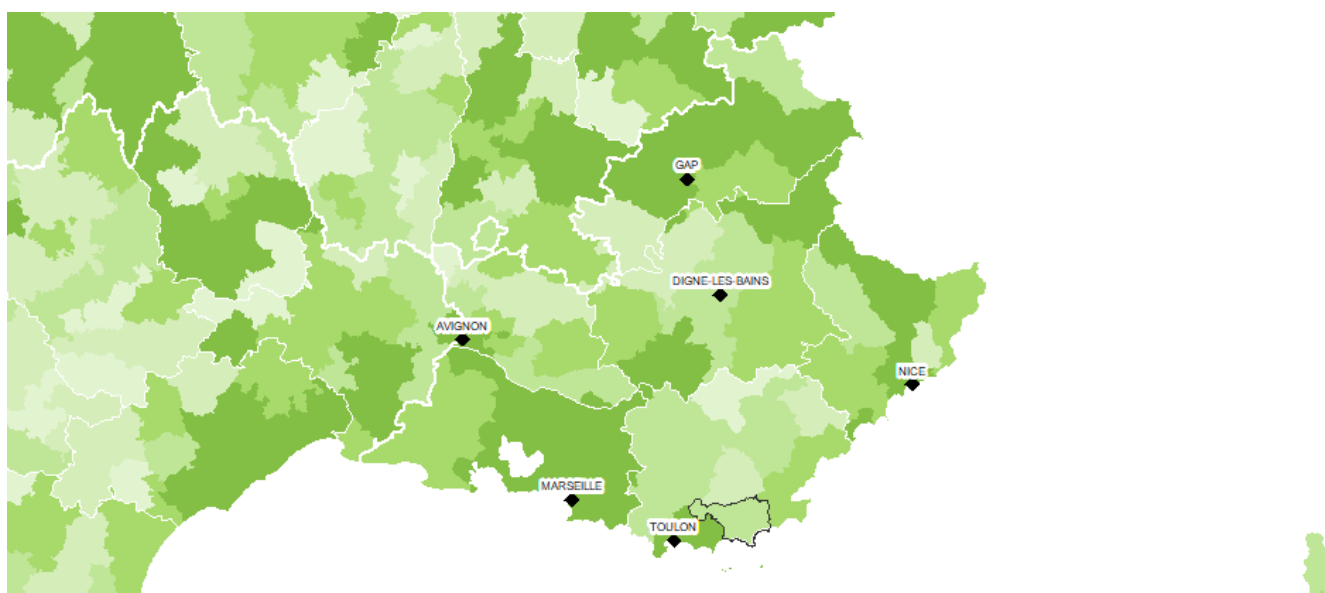 GAP
DIGNE-LES-BAINS
AVIGNON
NICE
MARSEILLE
TOULON